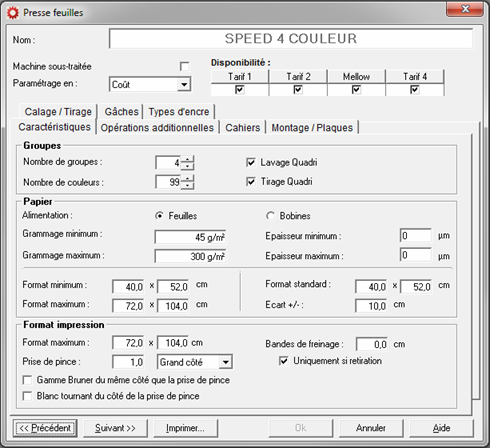 Presse feuilles
Nom : SPEED 4 COULEUR
Machine sous-traitée
Disponibilité :
Paramétrage en : Coût
Tarif 1 Tarif 2 Mellow Tarif 4
Calage / Tirage Gâches Types d'encre
Caractéristiques Opérations additionnelles Cahiers Montage / Plaques
Groupes
Nombre de groupes : 4 Lavage Quadri
Nombre de couleurs : 99 Tirage Quadri
Papier
Alimentation : Feuilles Bobines
Grammage minimum : 45 g/m² Epaisseur minimum : 0 µm
Grammage maximum : 300 g/m² Epaisseur maximum : 0 µm
Format minimum : 40,0 x 52,0 cm Format standard : 40,0 x 52,0 cm
Format maximum : 72,0 x 104,0 cm Ecart +/- : 10,0 cm
Format impression
Format maximum : 72,0 x 104,0 cm Bandes de freinage : 0,0 cm
Prise de pince : 1,0 Grand côté Uniquement si retiration
Gamme Bruner du même côté que la prise de pince
Blanc tournant du côté de la prise de pince
<< Précédent Suivant >> Imprimer... Ok Annuler Aide